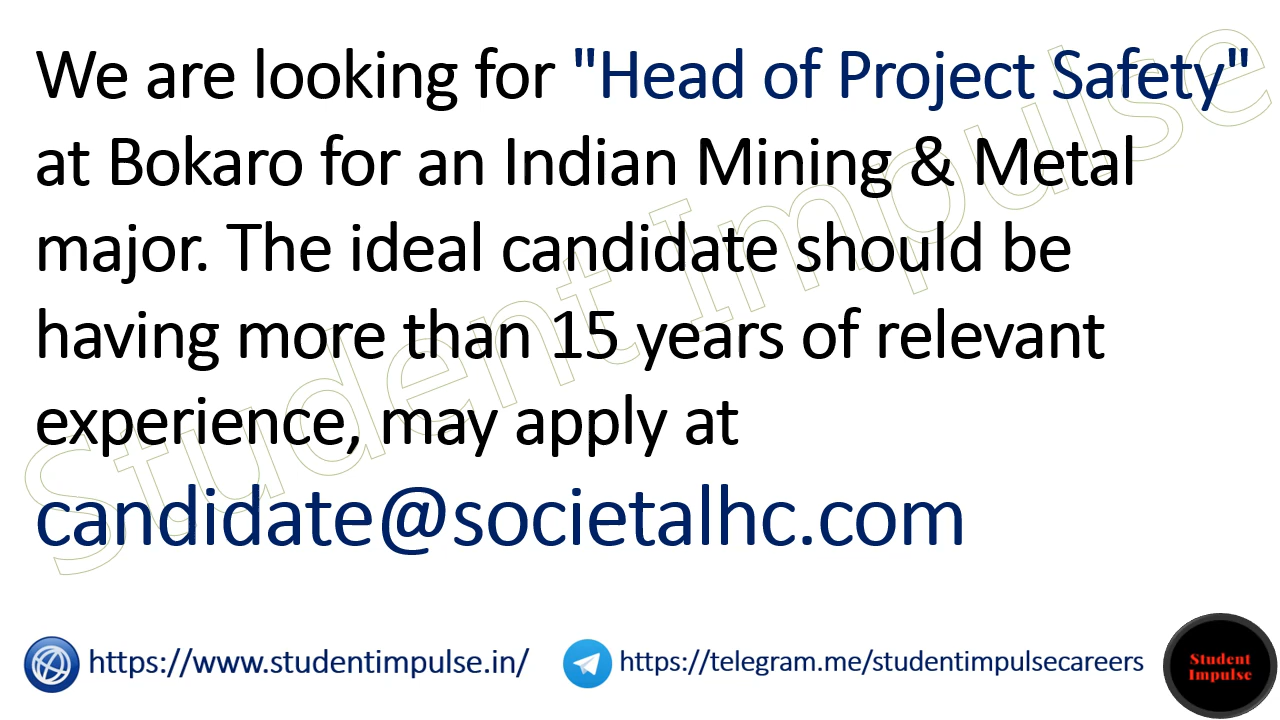 We are looking for "Head of Project Safety"
at Bokaro for an Indian Mining & Metal
major. The ideal candidate should be
having more than 15 years of relevant
experience, may apply at
candidate@societalhc.com
Student Impulse
https://www.studentimpulse.in/
https://telegram.me/studentimpulsecareers
Student
Impulse